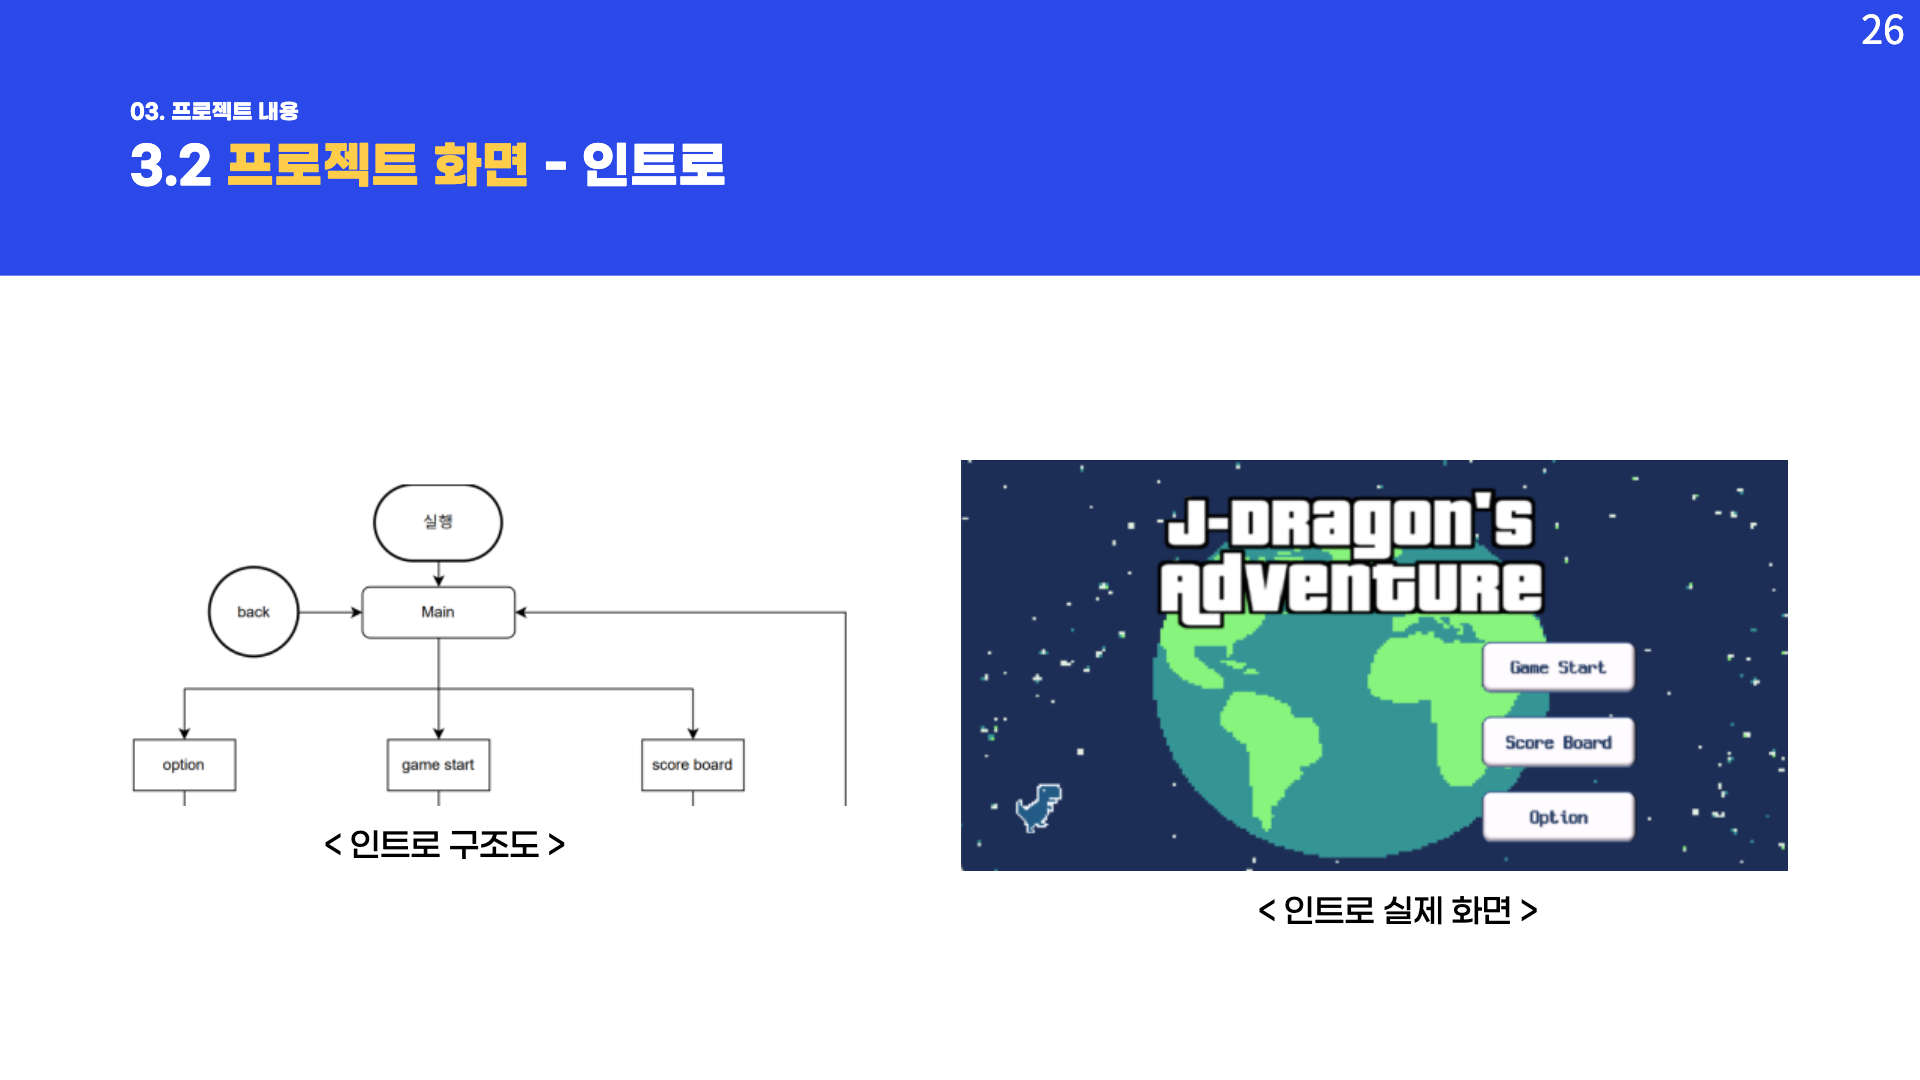 26
03. 프로젝트 내용
3.2 프로젝트 화면 - 인트로
실행
back
Main
option
game start
score board
< 인트로 구조도 >
J-DRagon's
AdVentURe
Game Start
Score Board
Option
< 인트로 실제 화면 >